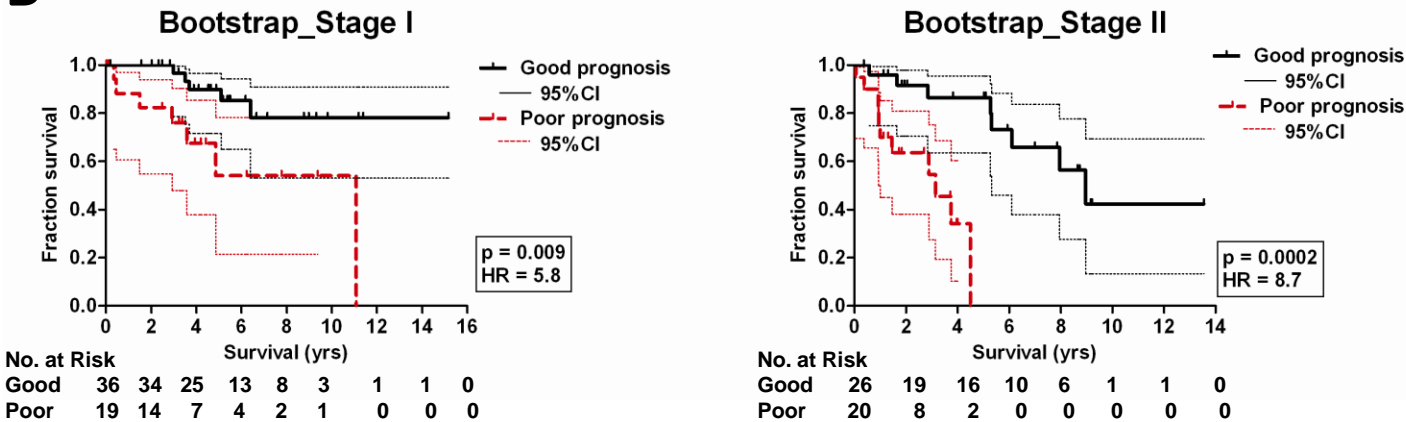 Bootstrap_Stage I
Good prognosis
95%CI
Poor prognosis
95%CI
Fraction survival
1.0
0.8
0.6
0.4
0.2
0.0
p = 0.009
HR = 5.8
0 2 4 6 8 10 12 14 16
Survival (yrs)
No. at Risk
Good 36 34 25 13 8 3 1 1 0
Poor 19 14 7 4 2 1 0 0 0
Bootstrap_Stage II
Good prognosis
95%CI
Poor prognosis
95%CI
Fraction survival
1.0
0.8
0.6
0.4
0.2
0.0
p = 0.0002
HR = 8.7
0 2 4 6 8 10 12 14
Survival (yrs)
No. at Risk
Good 26 19 16 10 6 1 1 0
Poor 20 8 2 0 0 0 0 0